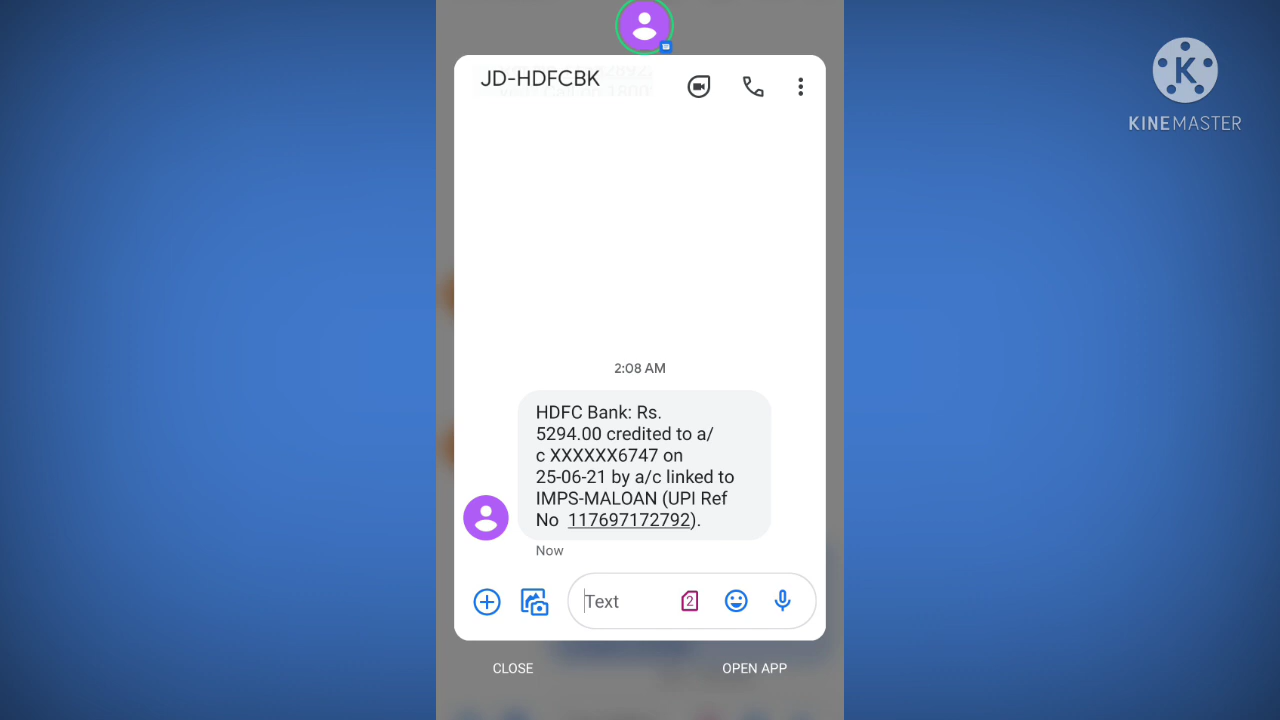 JD-HDFCBK
KINEMASTER
2:08 AM
HDFC Bank: Rs.
5294.00 credited to a/
c XXXXXX6747 on
25-06-21 by a/c linked to
IMPS-MALOAN (UPI Ref
No 117697172792).
Now
Text
2
CLOSE
OPEN APP